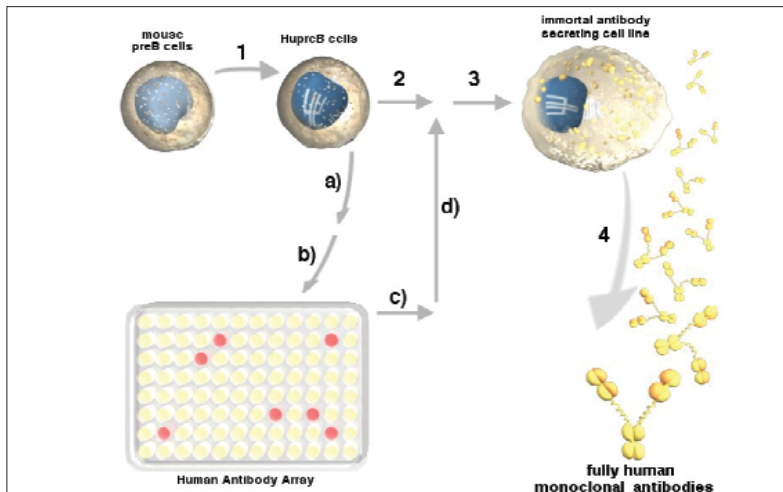 mouse
preB cells
1
HupreB cells
2
3
immortal antibody
secreting cell line
a)
b)
c)
d)
4
Human Antibody Array
fully human
monoclonal antibodies